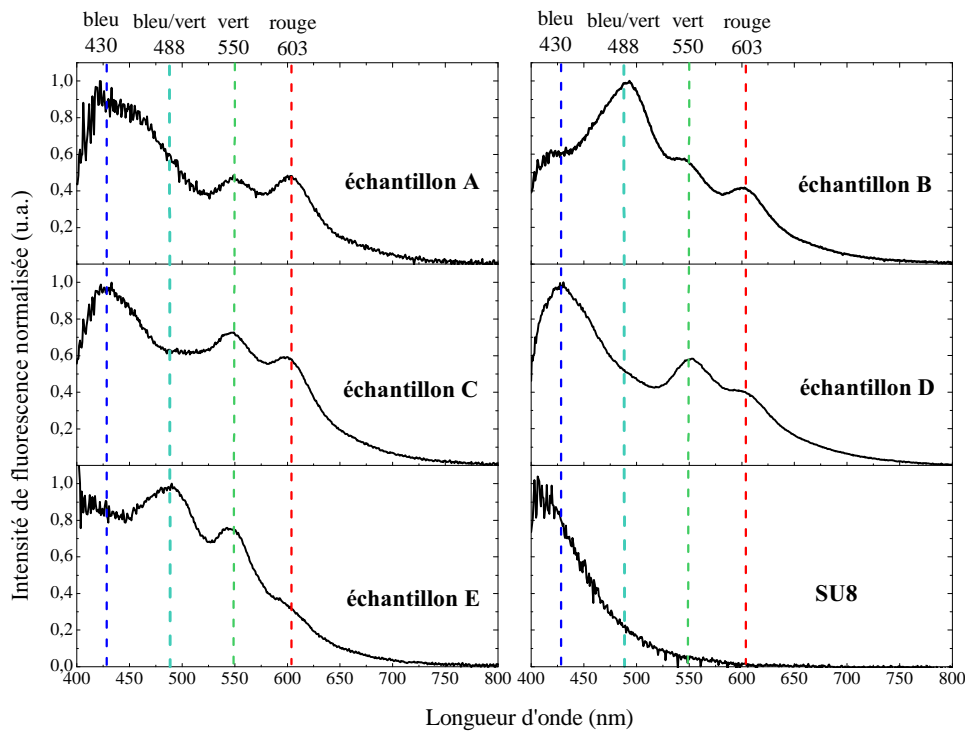 bleu bleu/vert vert rouge
430 488 550 603
bleu bleu/vert vert rouge
430 488 550 603
Intensité de fluorescence normalisée (u.a.)
1,0
0,8
0,6
0,4
0,2
échantillon A
échantillon B
1,0
0,8
0,6
0,4
0,2
échantillon C
échantillon D
1,0
0,8
0,6
0,4
0,2
0,0
échantillon E
SU8
400 450 500 550 600 650 700 750 800
400 450 500 550 600 650 700 750 800
Longueur d'onde (nm)